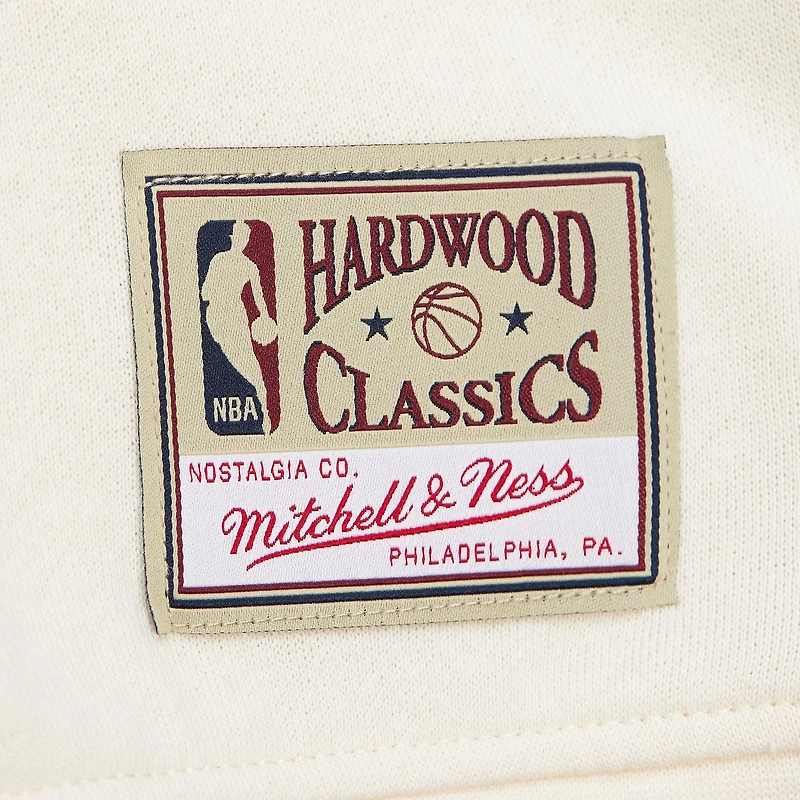 HARDWOOD
CLASSICS
NBA
NOSTALGIA CO.
Mitchell & Ness
PHILADELPHIA, PA.